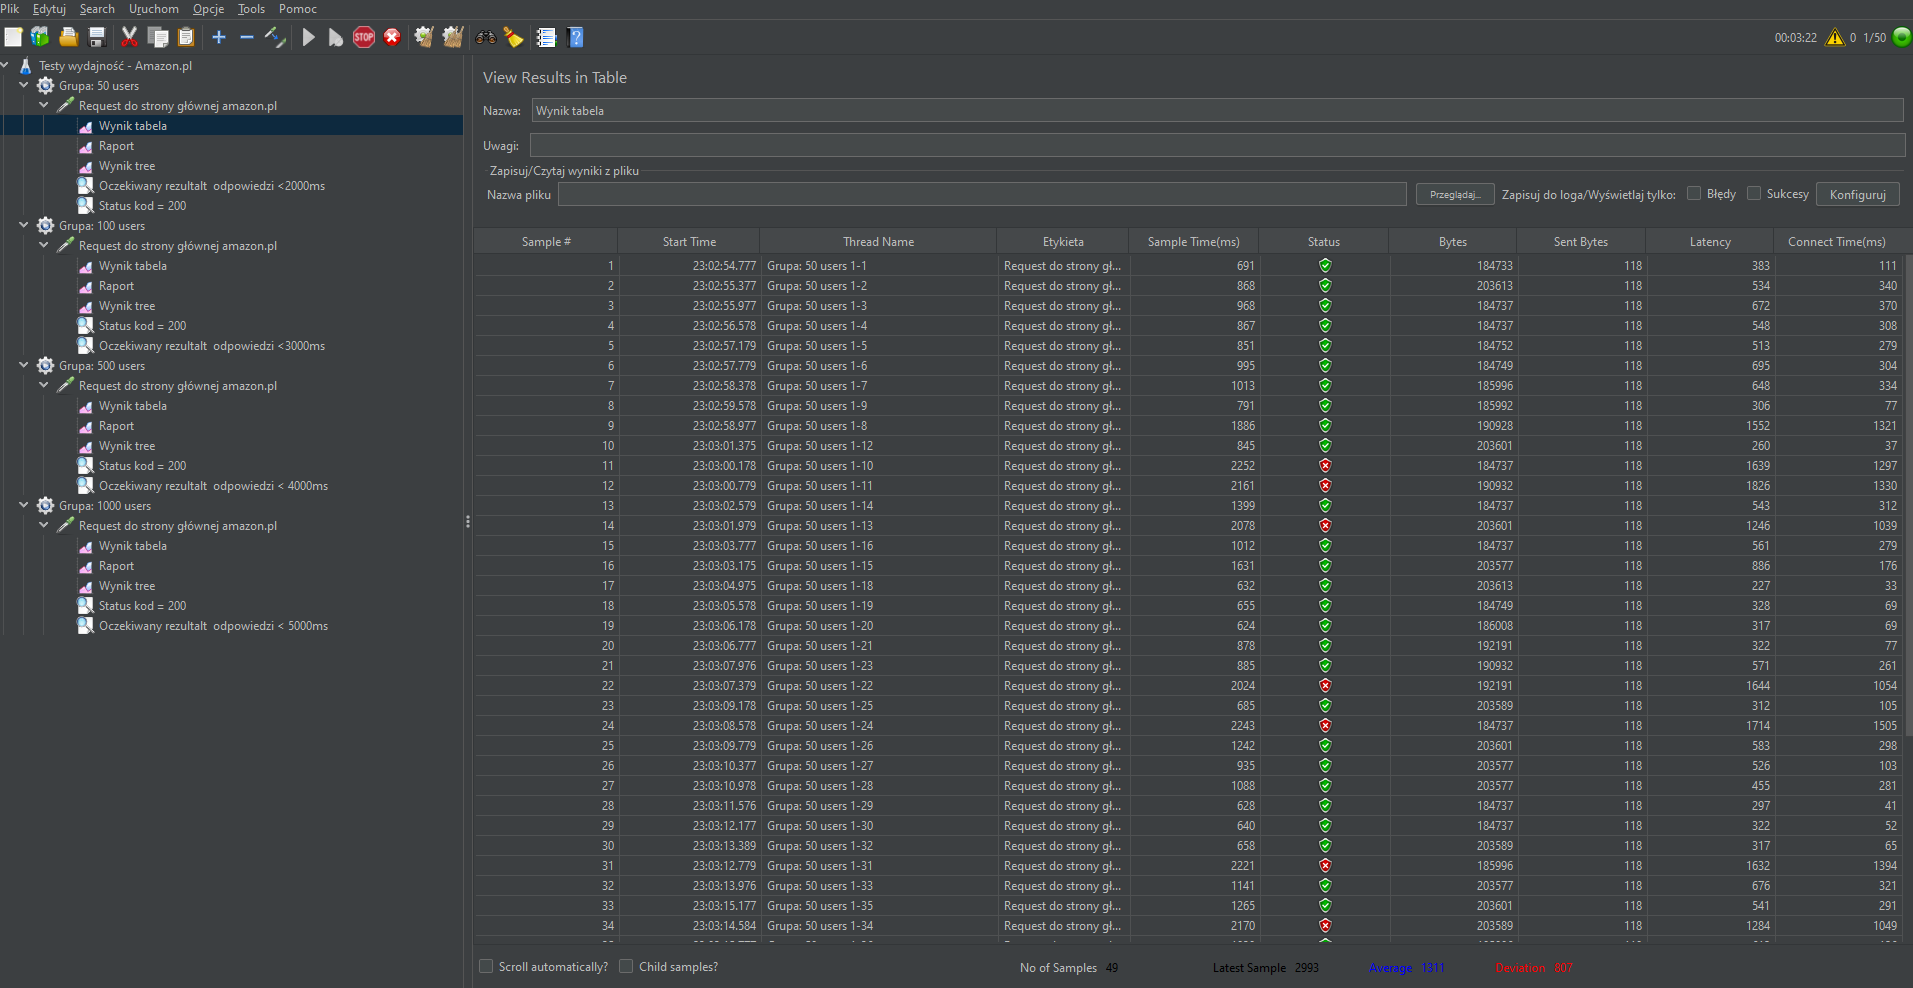 Plik Edytuj Search Uruchom Opcje Tools Pomoc
STOP ? 00:03:22 0 1/50
Testy wydajność - Amazon.pl
Grupa: 50 users
Request do strony głównej amazon.pl
Wynik tabela
Raport
Wynik tree
Oczekiwany rezultalt odpowiedzi <2000ms
Status kod = 200
Grupa: 100 users
Request do strony głównej amazon.pl
Wynik tabela
Raport
Wynik tree
Status kod = 200
Oczekiwany rezultalt odpowiedzi <3000ms
Grupa: 500 users
Request do strony głównej amazon.pl
Wynik tabela
Raport
Wynik tree
Status kod = 200
Oczekiwany rezultalt odpowiedzi < 4000ms
Grupa: 1000 users
Request do strony głównej amazon.pl
Wynik tabela
Raport
Wynik tree
Status kod = 200
Oczekiwany rezultalt odpowiedzi < 5000ms
View Results in Table
Nazwa: Wynik tabela
Uwagi:
Zapisuj/Czytaj wyniki z pliku
Nazwa pliku Przeglądaj... Zapisuj do loga/Wyświetlaj tylko: Błędy Sukcesy Konfiguruj
Sample # Start Time Thread Name Etykieta Sample Time(ms) Status Bytes Sent Bytes Latency Connect Time(ms)
1 23:02:54.777 Grupa: 50 users 1-1 Request do strony gł... 691 184733 118 383 111
2 23:02:55.377 Grupa: 50 users 1-2 Request do strony gł... 868 203613 118 534 340
3 23:02:55.977 Grupa: 50 users 1-3 Request do strony gł... 968 184737 118 672 370
4 23:02:56.578 Grupa: 50 users 1-4 Request do strony gł... 867 184737 118 548 308
5 23:02:57.179 Grupa: 50 users 1-5 Request do strony gł... 851 184752 118 513 279
6 23:02:57.779 Grupa: 50 users 1-6 Request do strony gł... 995 184749 118 695 304
7 23:02:58.378 Grupa: 50 users 1-7 Request do strony gł... 1013 185996 118 648 334
8 23:02:59.578 Grupa: 50 users 1-9 Request do strony gł... 791 185992 118 306 77
9 23:02:58.977 Grupa: 50 users 1-8 Request do strony gł... 1886 190928 118 1552 1321
10 23:03:01.375 Grupa: 50 users 1-12 Request do strony gł... 845 203601 118 260 37
11 23:03:00.178 Grupa: 50 users 1-10 Request do strony gł... 2252 184737 118 1639 1297
12 23:03:00.779 Grupa: 50 users 1-11 Request do strony gł... 2161 190932 118 1826 1330
13 23:03:02.579 Grupa: 50 users 1-14 Request do strony gł... 1399 184737 118 543 312
14 23:03:01.979 Grupa: 50 users 1-13 Request do strony gł... 2078 203601 118 1246 1039
15 23:03:03.777 Grupa: 50 users 1-16 Request do strony gł... 1012 184737 118 561 279
16 23:03:03.175 Grupa: 50 users 1-15 Request do strony gł... 1631 203577 118 886 176
17 23:03:04.975 Grupa: 50 users 1-18 Request do strony gł... 632 203613 118 227 33
18 23:03:05.578 Grupa: 50 users 1-19 Request do strony gł... 655 184749 118 328 69
19 23:03:06.178 Grupa: 50 users 1-20 Request do strony gł... 624 186008 118 317 69
20 23:03:06.777 Grupa: 50 users 1-21 Request do strony gł... 878 192191 118 322 77
21 23:03:07.976 Grupa: 50 users 1-23 Request do strony gł... 885 190932 118 571 261
22 23:03:07.379 Grupa: 50 users 1-22 Request do strony gł... 2024 192191 118 1644 1054
23 23:03:09.178 Grupa: 50 users 1-25 Request do strony gł... 685 203589 118 312 105
24 23:03:08.578 Grupa: 50 users 1-24 Request do strony gł... 2243 184737 118 1714 1505
25 23:03:09.779 Grupa: 50 users 1-26 Request do strony gł... 1242 203601 118 583 298
26 23:03:10.377 Grupa: 50 users 1-27 Request do strony gł... 935 203577 118 526 103
27 23:03:10.978 Grupa: 50 users 1-28 Request do strony gł... 1088 203577 118 455 281
28 23:03:11.576 Grupa: 50 users 1-29 Request do strony gł... 628 184737 118 297 41
29 23:03:12.177 Grupa: 50 users 1-30 Request do strony gł... 640 184737 118 322 52
30 23:03:13.389 Grupa: 50 users 1-32 Request do strony gł... 658 203589 118 317 65
31 23:03:12.779 Grupa: 50 users 1-31 Request do strony gł... 2221 185996 118 1632 1394
32 23:03:13.976 Grupa: 50 users 1-33 Request do strony gł... 1141 203577 118 676 321
33 23:03:15.177 Grupa: 50 users 1-35 Request do strony gł... 1265 203601 118 541 291
34 23:03:14.584 Grupa: 50 users 1-34 Request do strony gł... 2170 203589 118 1284 1049
Scroll automatically? Child samples? No of Samples 49 Latest Sample 2993 Average 1311 Deviation 807